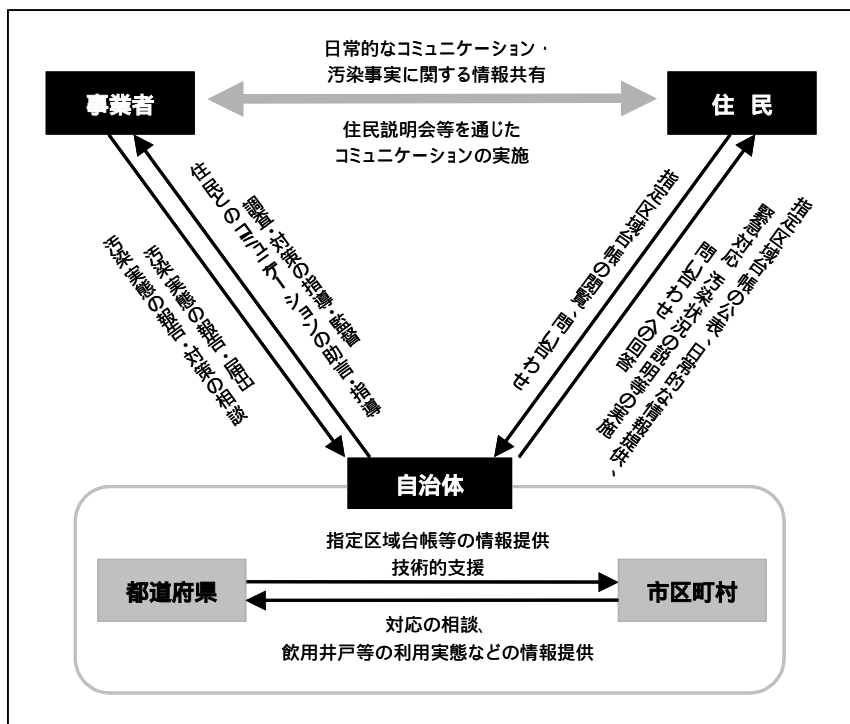 日常的なコミュニケーション・
汚染事実に関する情報共有
事業者
住 民
住民説明会等を通じた
コミュニケーションの実施
汚染実態の報告・届出
汚染実態の報告・対策の相談
調査・対策の指導・監督
住民とのコミュニケーションの助言・指導
指定区域台帳の閲覧、問い合わせ
指定区域台帳の公表、日常的な情報提供、
緊急対応、汚染状況の説明等の実施
問い合わせへの回答
自治体
指定区域台帳等の情報提供
技術的支援
都道府県
市区町村
対応の相談、
飲用井戸等の利用実態などの情報提供